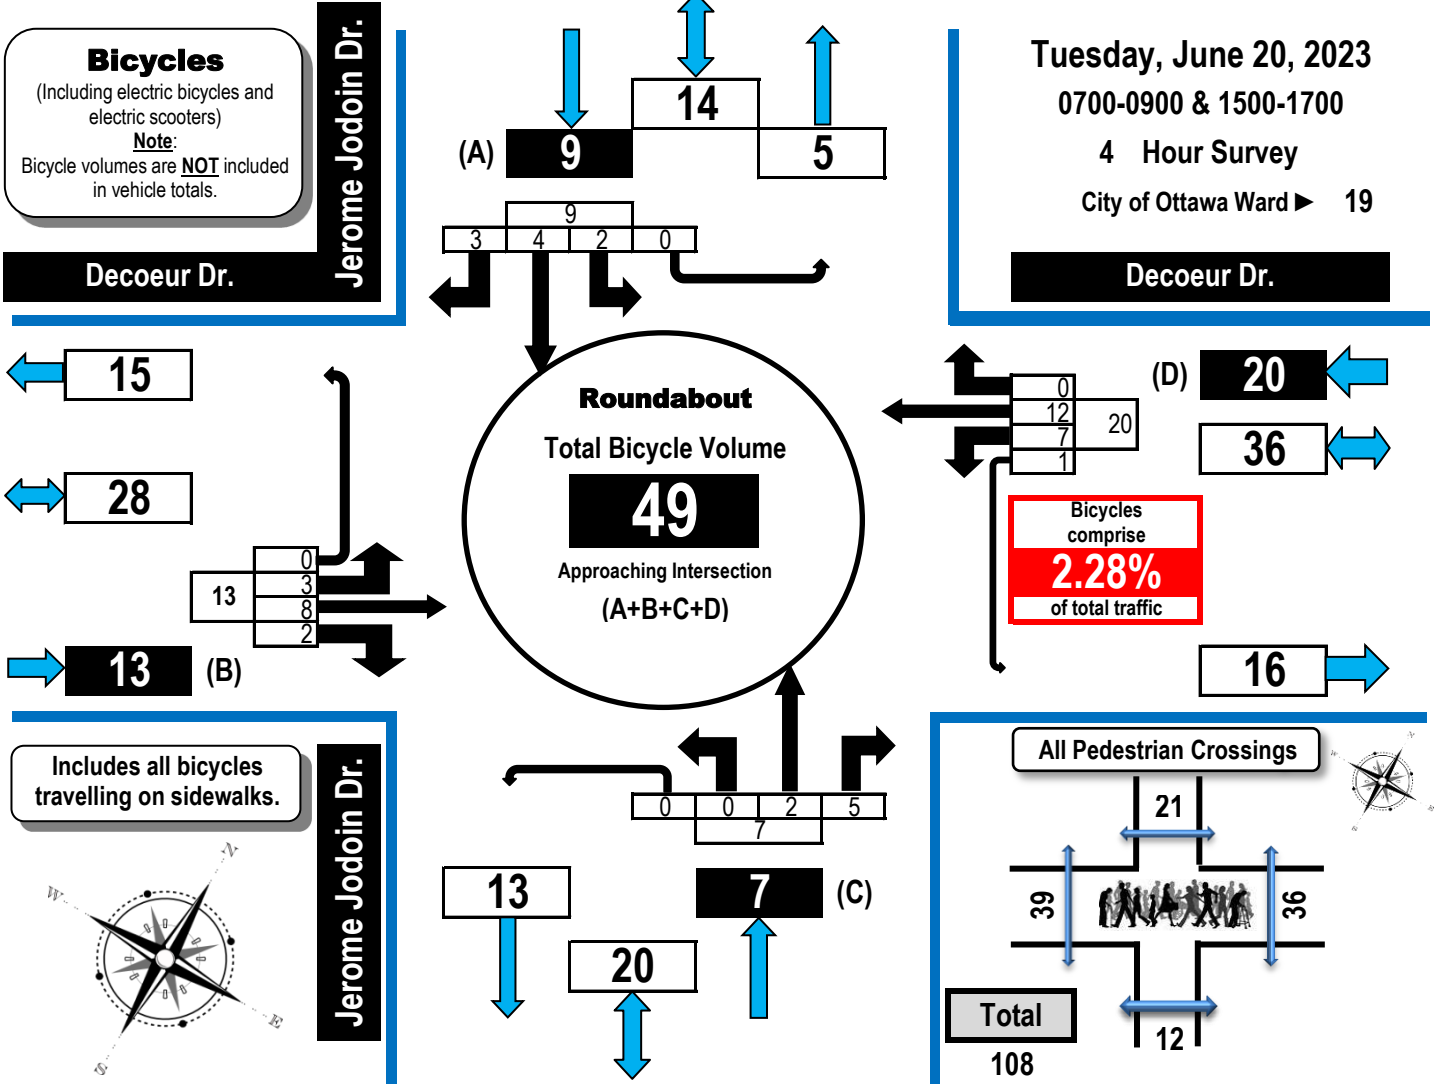 Bicycles
(Including electric bicycles and
electric scooters)
Note:
Bicycle volumes are NOT included
in vehicle totals.
Jerome Jodoin Dr.
Decoeur Dr.
14
(A) 9
5
9
3 4 2 0
Tuesday, June 20, 2023
0700-0900 & 1500-1700
4 Hour Survey
City of Ottawa Ward ► 19
Decoeur Dr.
15
28
0
3
8
2
13
13 (B)
Roundabout
Total Bicycle Volume
49
Approaching Intersection
(A+B+C+D)
0
12
7
1
20
(D) 20
36
Bicycles
comprise
2.28%
of total traffic
16
Includes all bicycles
travelling on sidewalks.
Jerome Jodoin Dr.
N
W
E
S
0 0 2 5
7
13
7 (C)
20
All Pedestrian Crossings
N
W
E
S
21
39
36
12
Total
108